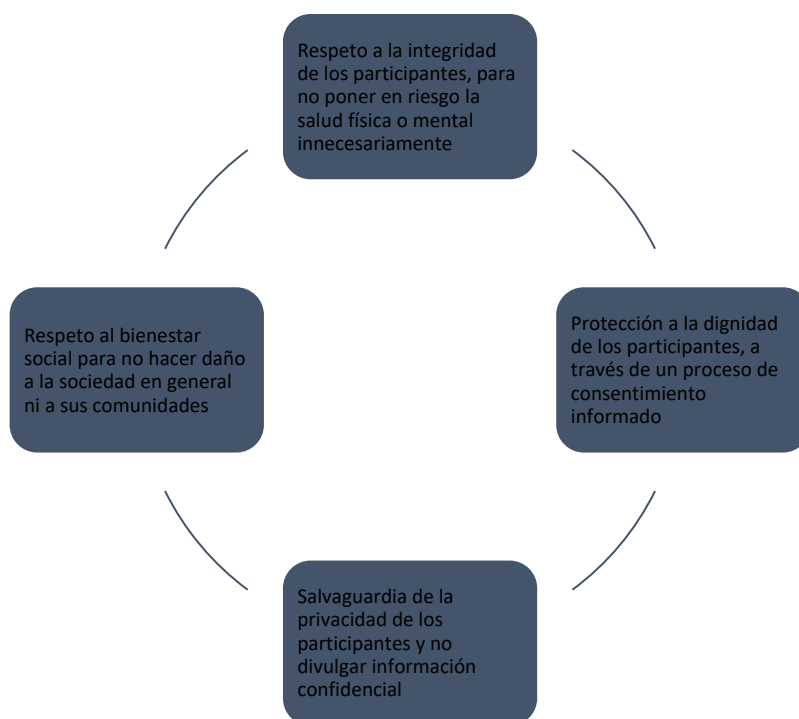 Respeto a la integridad
de los participantes, para
no poner en riesgo la
salud física o mental
innecesariamente
Protección a la dignidad
de los participantes, a
través de un proceso de
consentimiento
informado
Salvaguardia de la
privacidad de los
participantes y no
divulgar información
confidencial
Respeto al bienestar
social para no hacer daño
a la sociedad en general
ni a sus comunidades